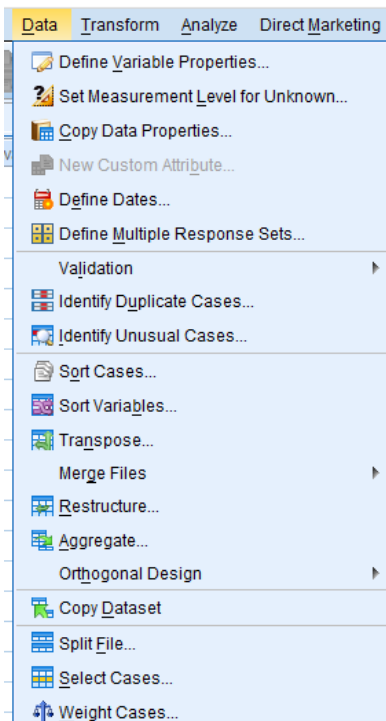 Data Transform Analyze Direct Marketing
Define Variable Properties...
Set Measurement Level for Unknown...
Copy Data Properties...
New Custom Attribute...
Define Dates...
Define Multiple Response Sets...
Validation
Identify Duplicate Cases...
Identify Unusual Cases...
Sort Cases...
Sort Variables...
Transpose...
Merge Files
Restructure...
Aggregate...
Orthogonal Design
Copy Dataset
Split File...
Select Cases...
Weight Cases...